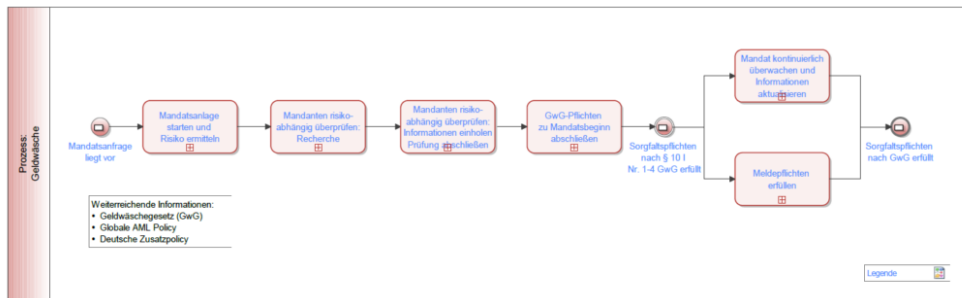 Prozess:
Geldwäsche
Mandatsanfrage
liegt vor
Mandatsanlage
starten und
Risiko ermitteln
Mandanten risiko-
abhängig überprüfen:
Recherche
Mandanten risiko-
abhängig überprüfen:
Informationen einholen
Prüfung abschließen
GwG-Pflichten
zu Mandatsbeginn
abschließen
Sorgfaltspflichten
nach § 10 I
Nr. 1-4 GwG erfüllt
Mandat kontinuierlich
überwachen und
Informationen
aktualisieren
Meldepflichten
erfüllen
Sorgfaltspflichten
nach GwG erfüllt
Weiterreichende Informationen:
• Geldwäschegesetz (GwG)
• Globale AML Policy
• Deutsche Zusatzpolicy
Legende